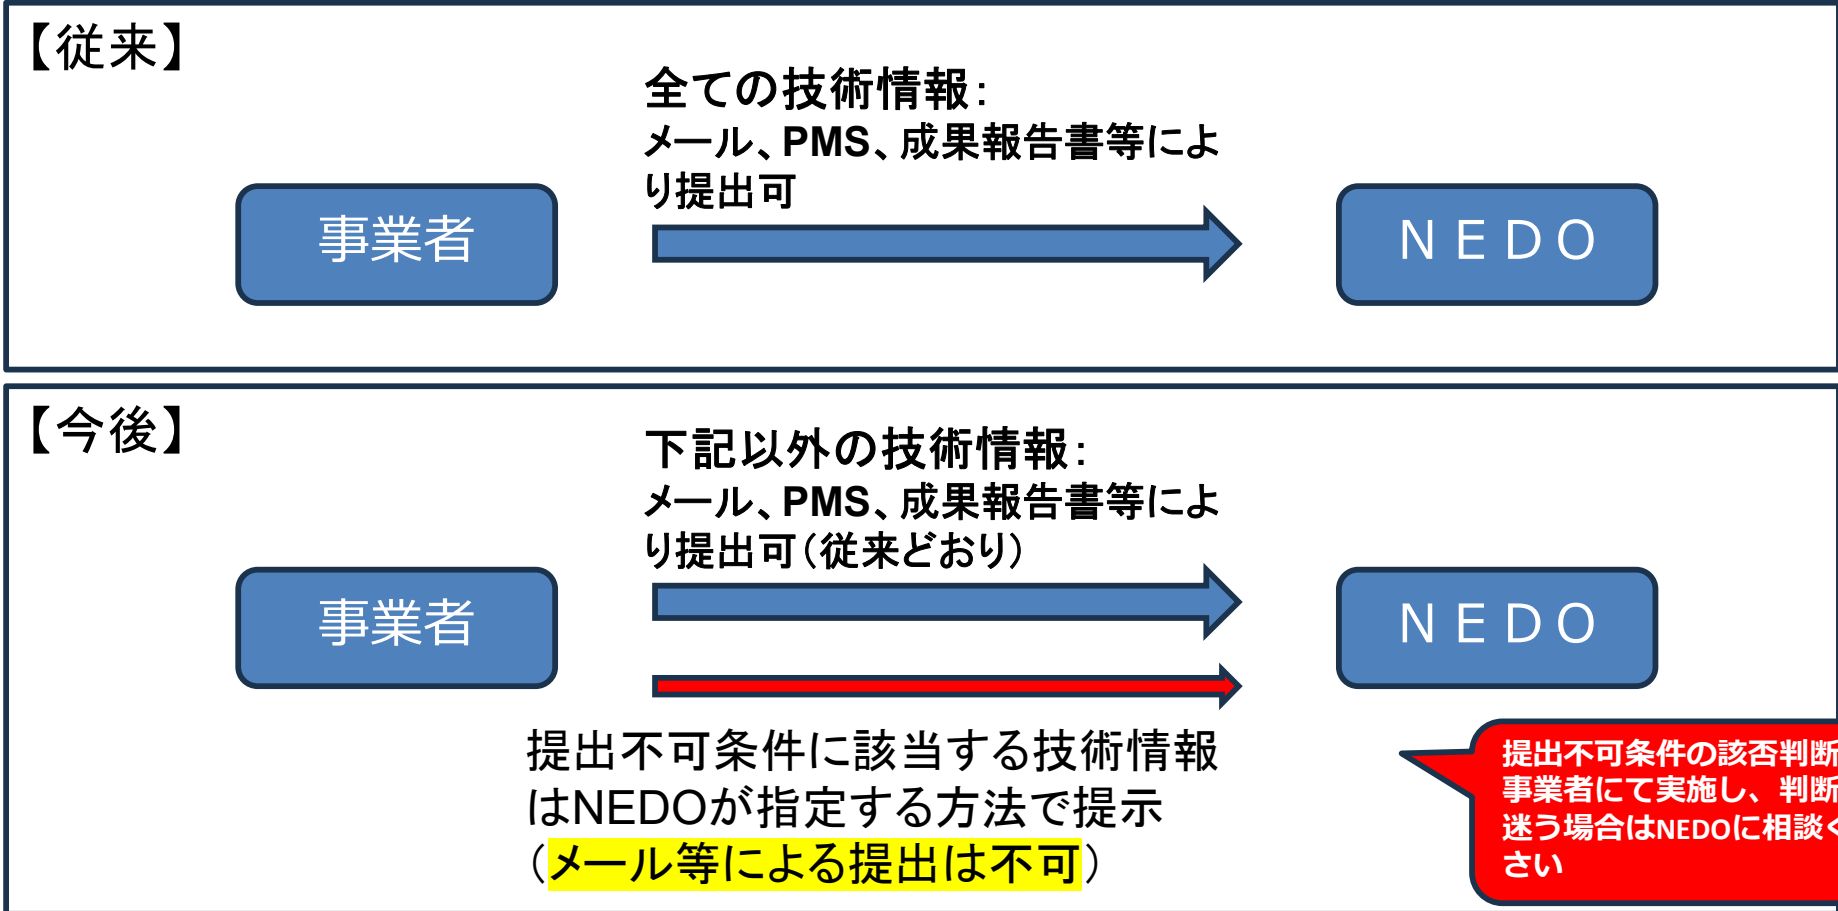 【従来】
全ての技術情報:
メール、PMS、成果報告書等によ
り提出可
事業者
ＮＥＤＯ
【今後】
下記以外の技術情報:
メール、PMS、成果報告書等によ
り提出可(従来どおり)
事業者
ＮＥＤＯ
提出不可条件に該当する技術情報
はNEDOが指定する方法で提示
(メール等による提出は不可)
提出不可条件の該否判断
事業者にて実施し、判断
迷う場合はNEDOに相談く
さい